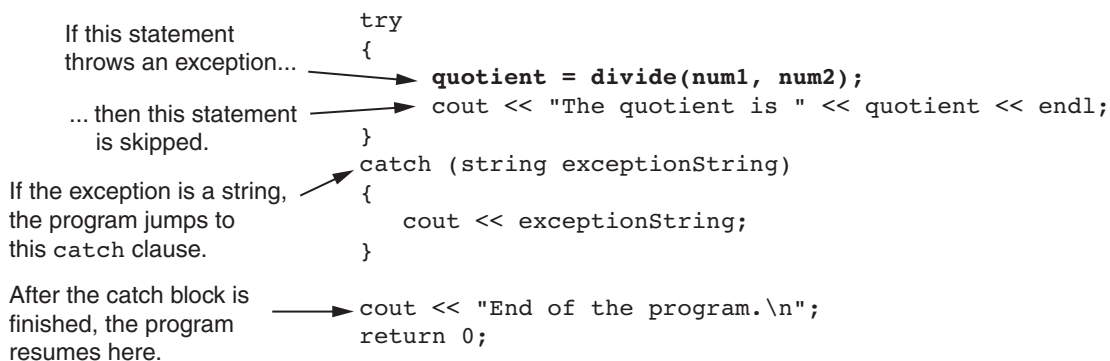 If this statement
throws an exception...
... then this statement
is skipped.
If the exception is a string,
the program jumps to
this catch clause.
After the catch block is
finished, the program
resumes here.
try
{
quotient = divide(num1, num2);
cout << "The quotient is " << quotient << endl;
}
catch (string exceptionString)
{
cout << exceptionString;
}
cout << "End of the program.\n";
return 0;